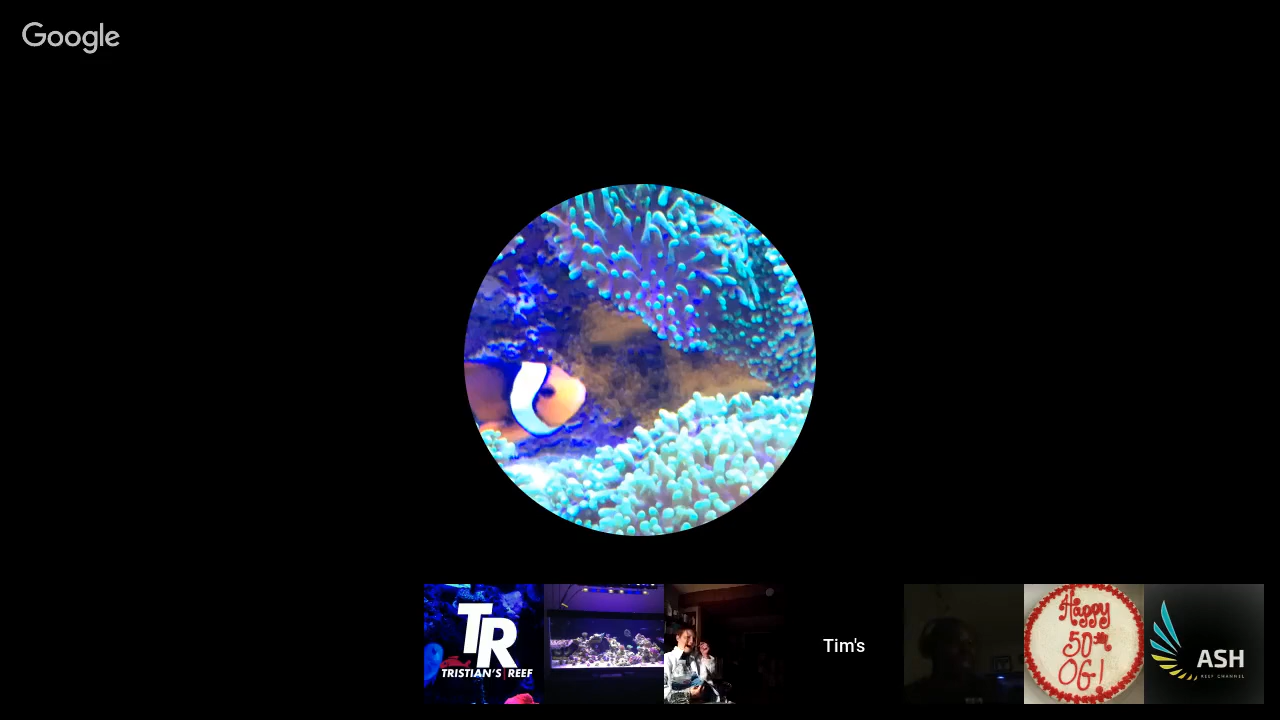 Google
TR
TRISTIAN'S REEF
Tim's
Happy
50th
OG!
ASH
REEF CHANNEL